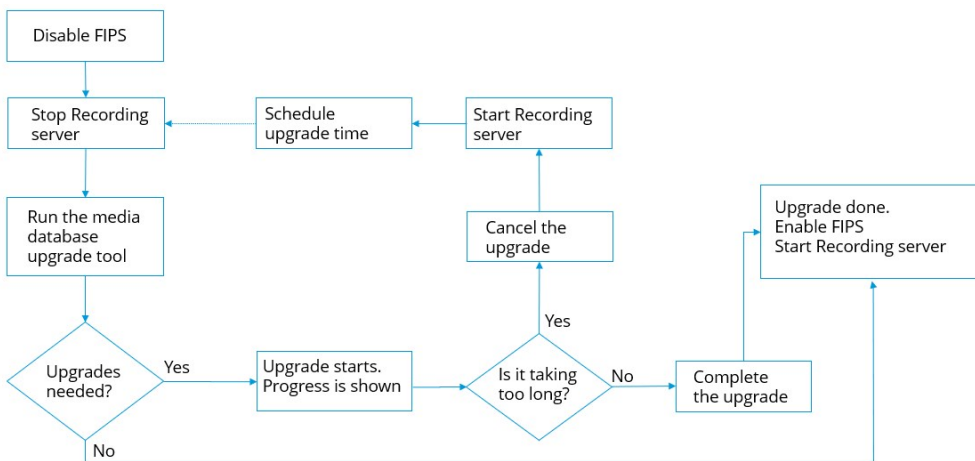 Disable FIPS
Stop Recording
server
Schedule
upgrade time
Start Recording
server
Run the media
database
upgrade tool
Cancel the
upgrade
Upgrade done.
Enable FIPS
Start Recording server
Yes
Upgrades
needed?
Yes
Upgrade starts.
Progress is shown
Is it taking
too long?
No
Complete
the upgrade
No